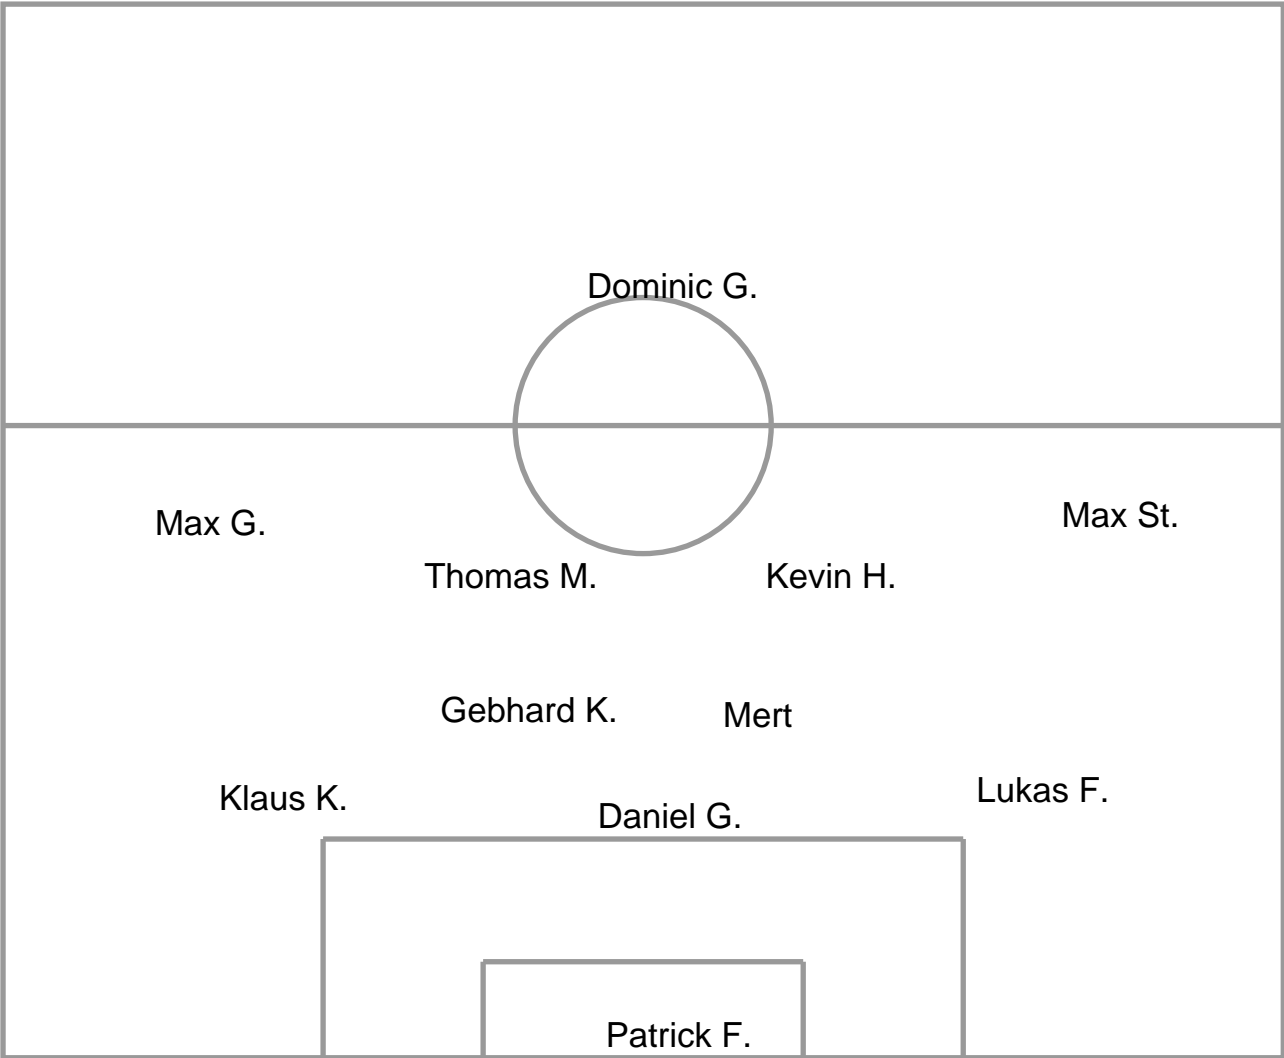 Dominic G.
Max G.
Max St.
Thomas M.
Kevin H.
Gebhard K.
Mert
Klaus K.
Lukas F.
Daniel G.
Patrick F.